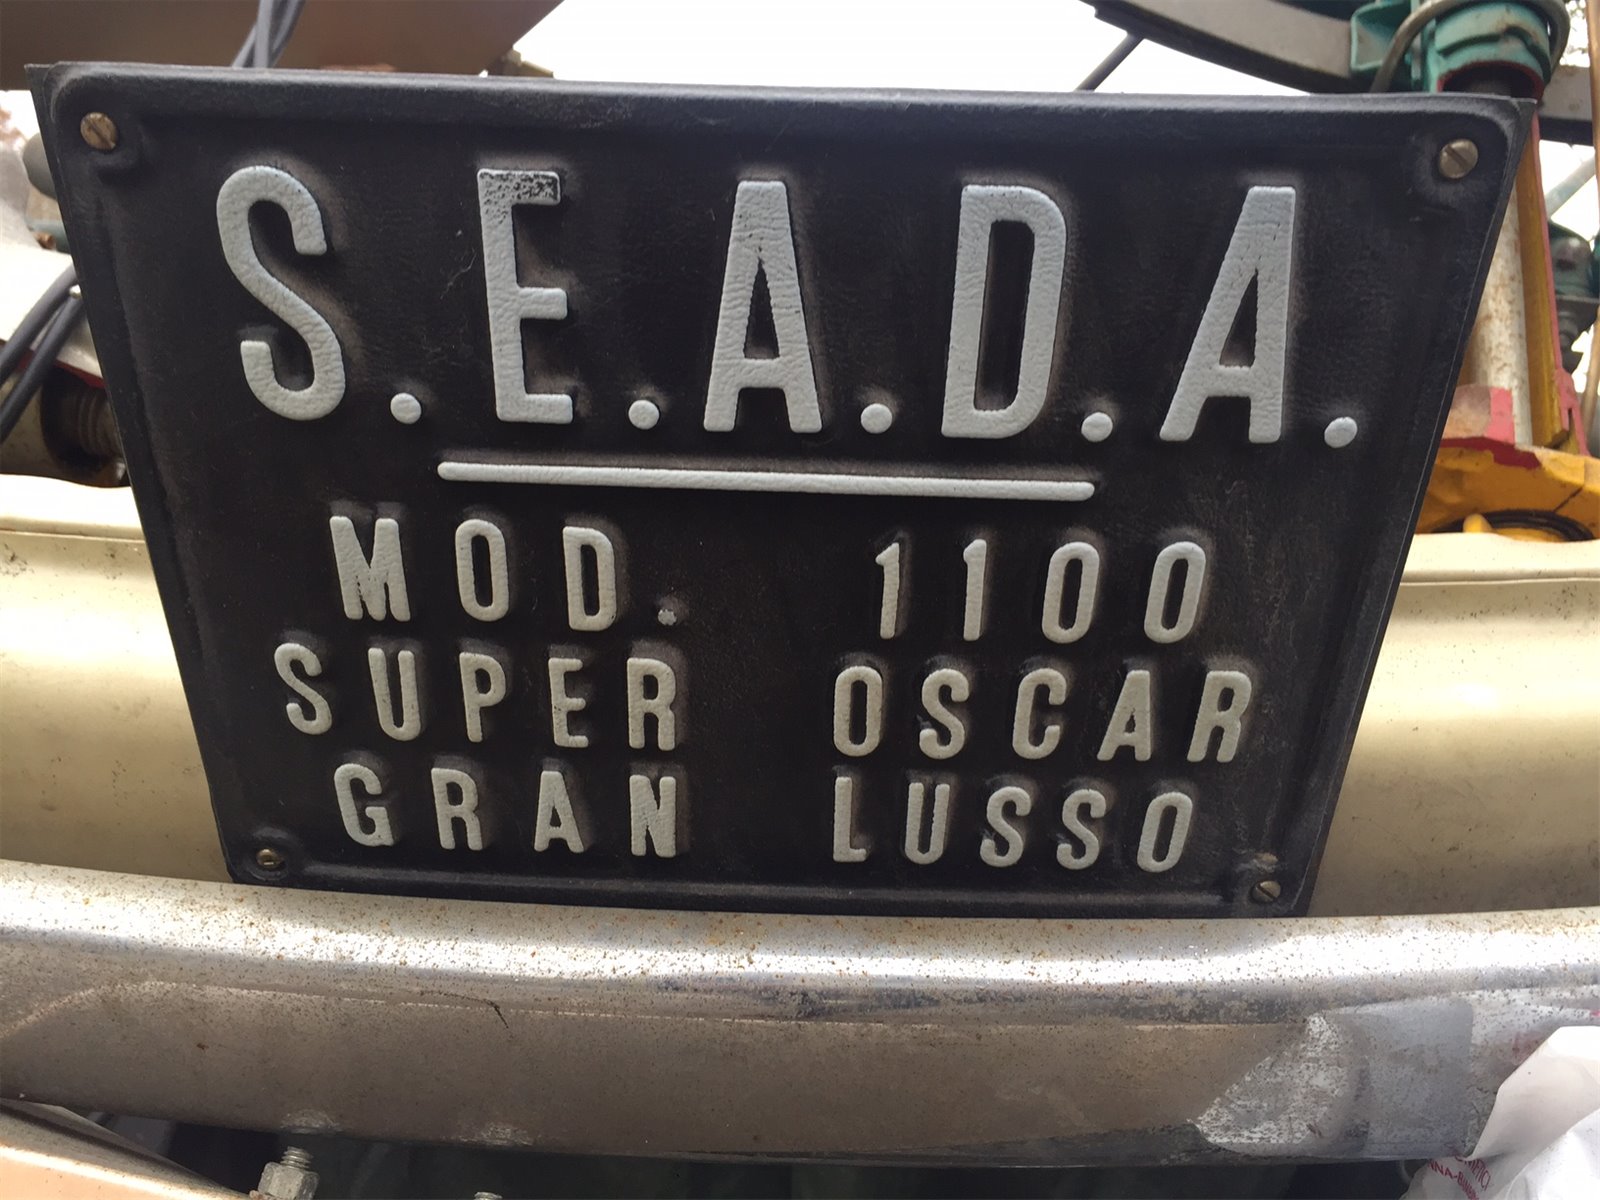 S.E.A.D.A.
MOD. 1100
SUPER OSCAR
GRAN LUSSO